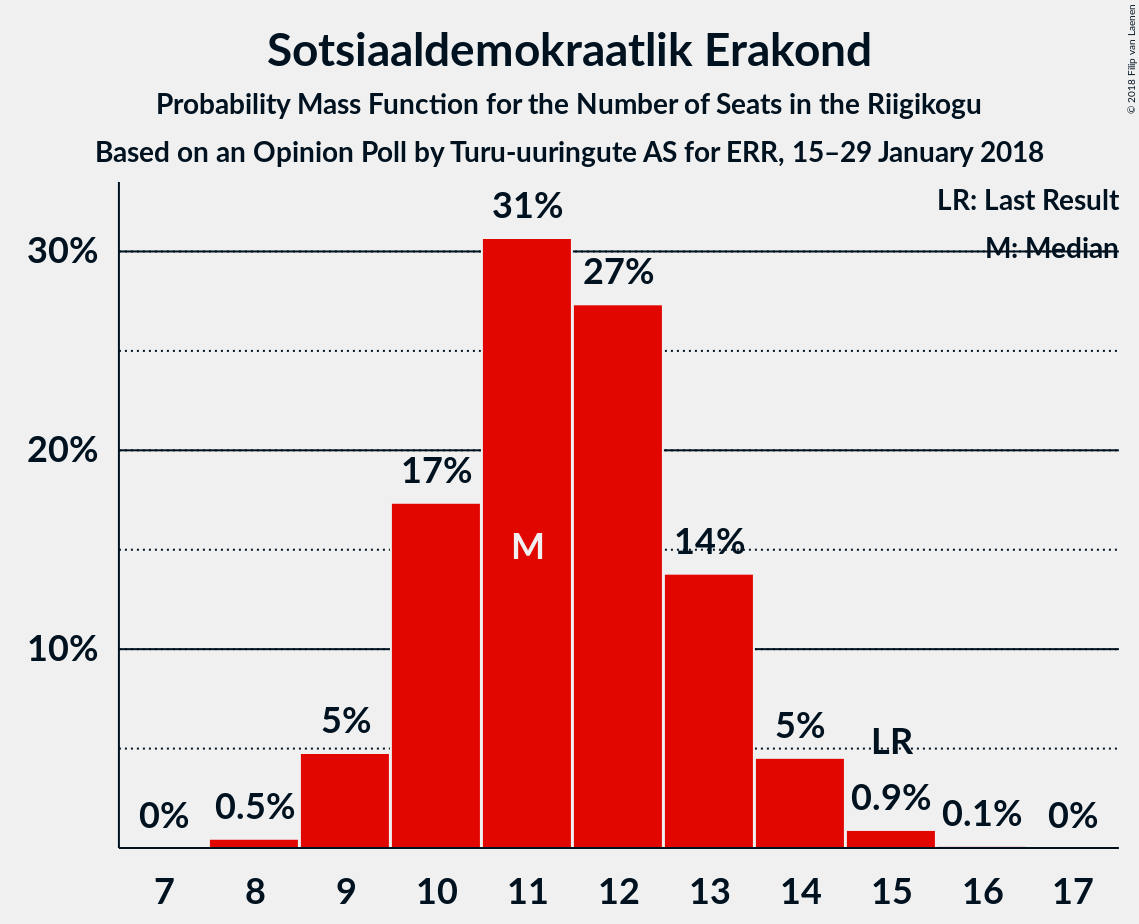 Sotsiaaldemokraatlik Erakond
Probability Mass Function for the Number of Seats in the Riigikogu
Based on an Opinion Poll by Turu-uuringute AS for ERR, 15–29 January 2018
© 2018 Filip van Laenen
LR: Last Result
M: Median
30%
20%
10%
0%
0.5%
5%
17%
31%
M
27%
14%
5%
LR
0.9%
0.1%
0%
7 8 9 10 11 12 13 14 15 16 17